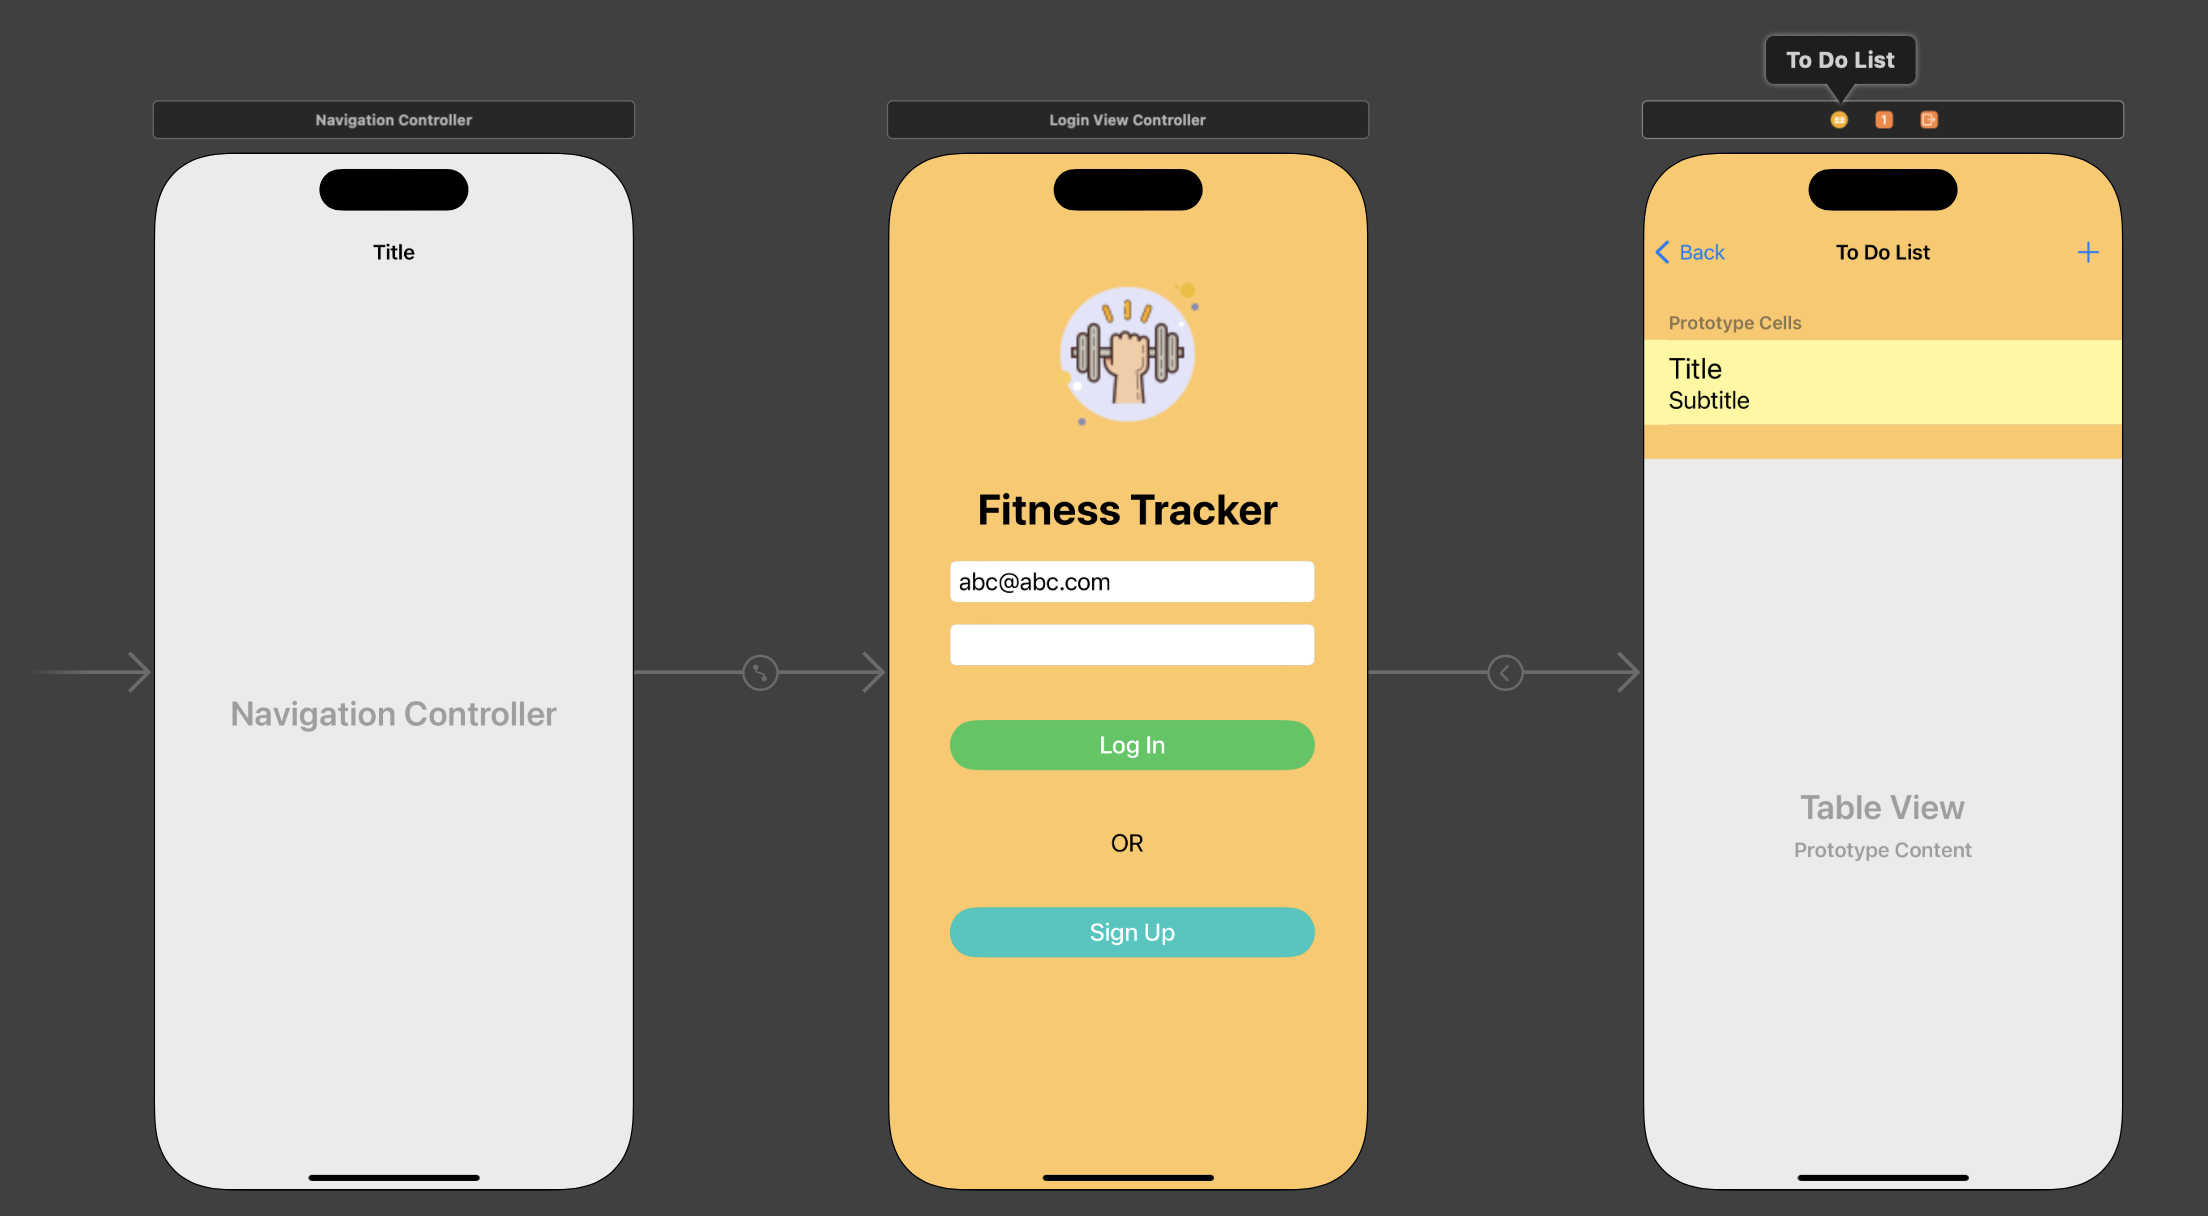 To Do List
Navigation Controller
Login View Controller
1
Title
Navigation Controller
Fitness Tracker
abc@abc.com
Log In
OR
Sign Up
Back
To Do List
Prototype Cells
Title
Subtitle
Table View
Prototype Content